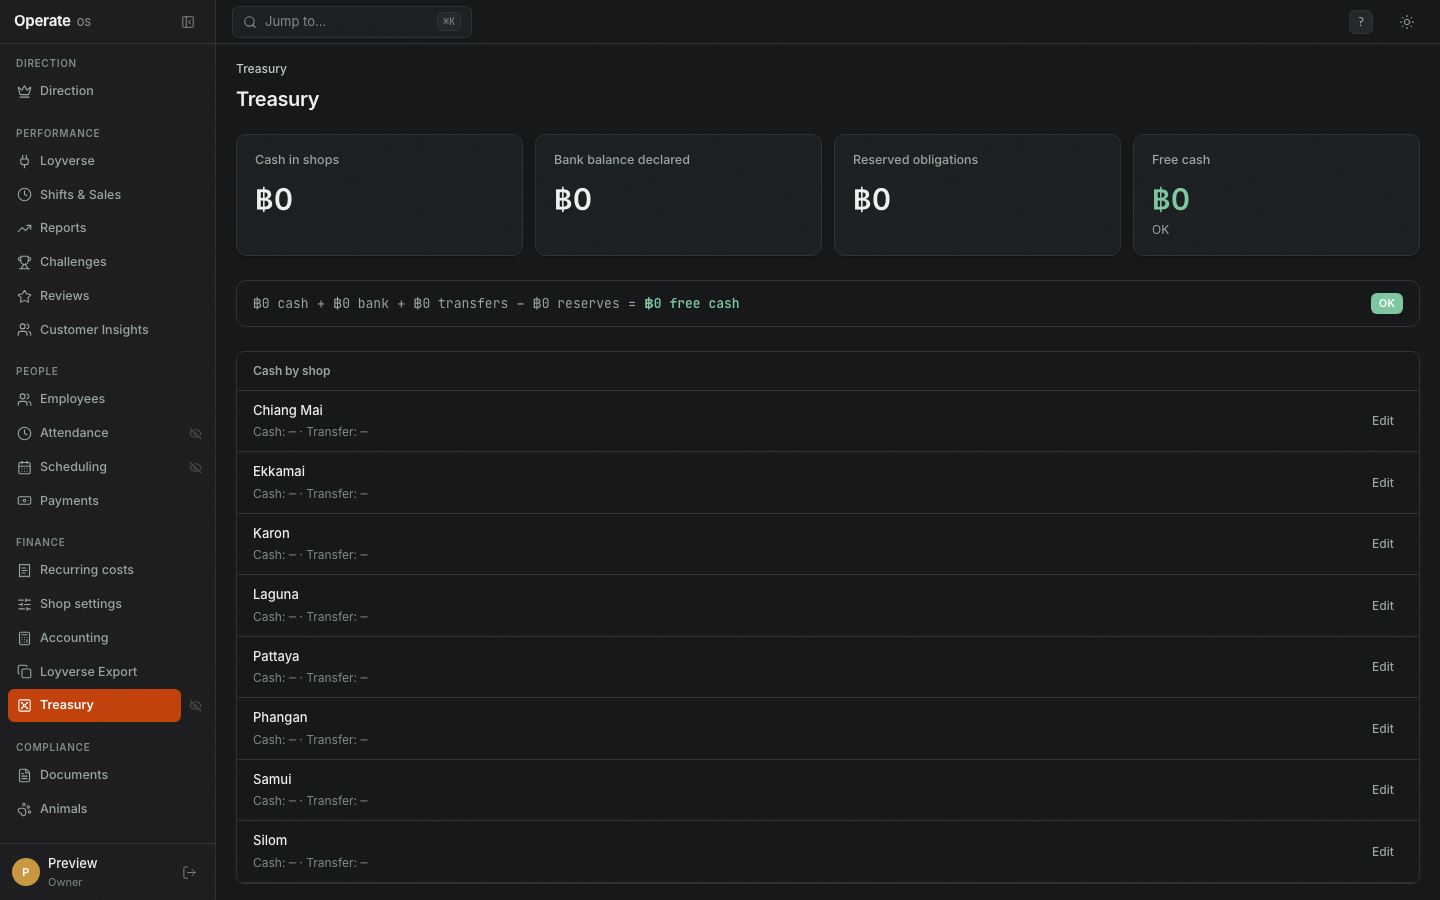 Operate OS
Jump to...
⌘K
?
DIRECTION
Direction
PERFORMANCE
Loyverse
Shifts & Sales
Reports
Challenges
Reviews
Customer Insights
PEOPLE
Employees
Attendance
Scheduling
Payments
FINANCE
Recurring costs
Shop settings
Accounting
Loyverse Export
Treasury
COMPLIANCE
Documents
Animals
P
Preview
Owner
Treasury
Treasury
Cash in shops
฿0
Bank balance declared
฿0
Reserved obligations
฿0
Free cash
฿0
OK
฿0 cash + ฿0 bank + ฿0 transfers − ฿0 reserves = ฿0 free cash
OK
Cash by shop
Chiang Mai
Cash: – · Transfer: –
Edit
Ekkamai
Cash: – · Transfer: –
Edit
Karon
Cash: – · Transfer: –
Edit
Laguna
Cash: – · Transfer: –
Edit
Pattaya
Cash: – · Transfer: –
Edit
Phangan
Cash: – · Transfer: –
Edit
Samui
Cash: – · Transfer: –
Edit
Silom
Cash: – · Transfer: –
Edit